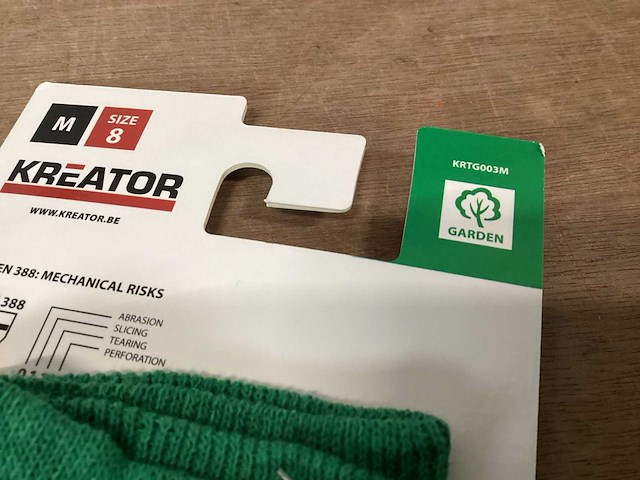 M
SIZE
8
KREATOR
WWW.KREATOR.BE
KRTG003M
GARDEN
EN 388: MECHANICAL RISKS
388
ABRASION
SLICING
TEARING
PERFORATION